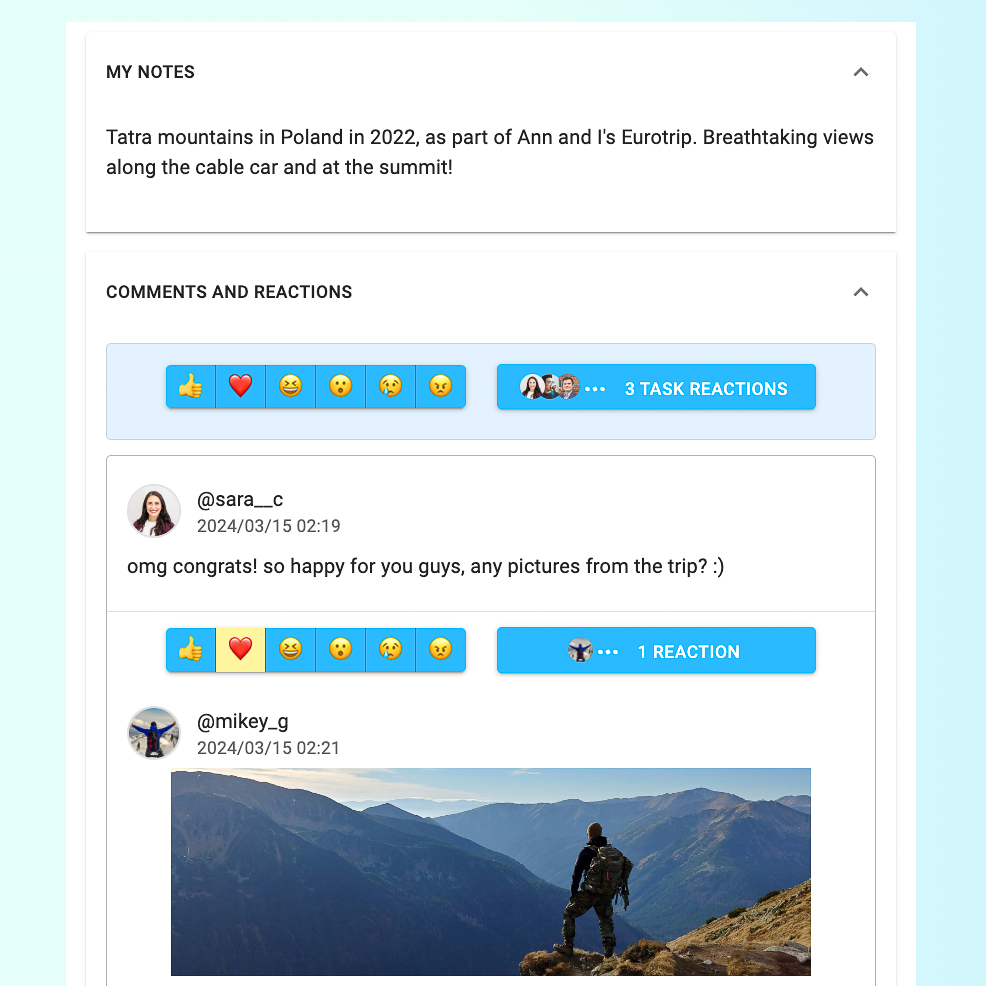 MY NOTES
Tatra mountains in Poland in 2022, as part of Ann and I's Eurotrip. Breathtaking views
along the cable car and at the summit!
COMMENTS AND REACTIONS
3 TASK REACTIONS
@sara__c
2024/03/15 02:19
omg congrats! so happy for you guys, any pictures from the trip? :)
1 REACTION
@mikey_g
2024/03/15 02:21